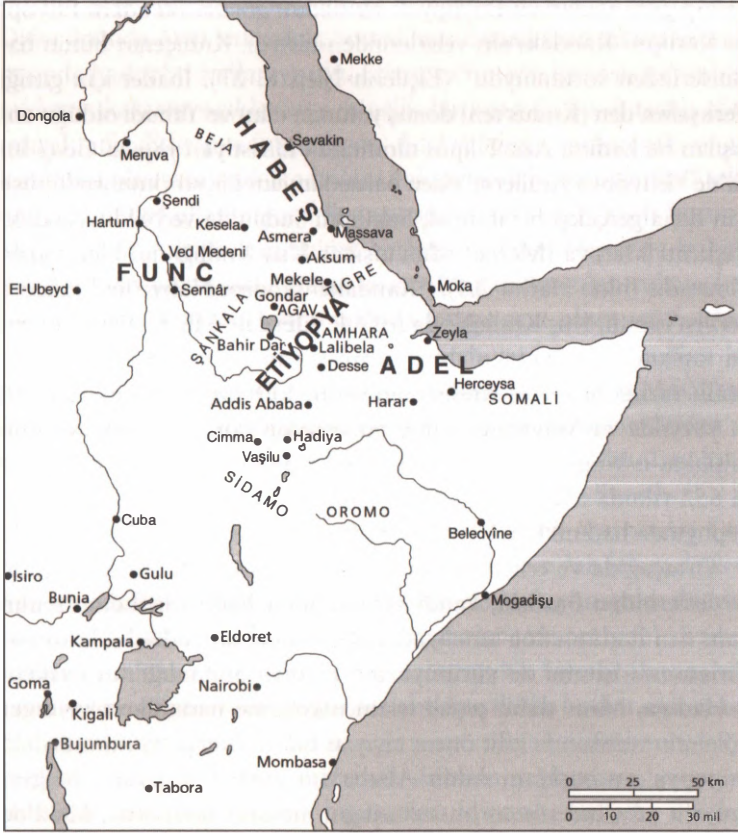 Mekke
Dongola
HABEŞ
BEJA
Sevakin
Meruva
Şendi
Hartum
Kesela
Asmera
Massava
Ved Medeni
Aksum
FUNC
Mekele
TIGRE
El-Ubeyd
Sennâr
Gondar
Moka
AGAV
SANKALA
ETİYOPYA
AMHARA
Zeyla
Bahir Dar
Lalibela
Desse
ADEL
Herceysa
Harar
SOMALİ
Addis Ababa
Cimma
Hadiya
Vaşilu
SİDAMO
OROMO
Cuba
Beledvîne
Isiro
Gulu
Bunia
Mogadişu
Kampala
Eldoret
Goma
Nairobi
Kigali
Bujumbura
Mombasa
Tabora
0 25 50 km
0 10 20 30 mil